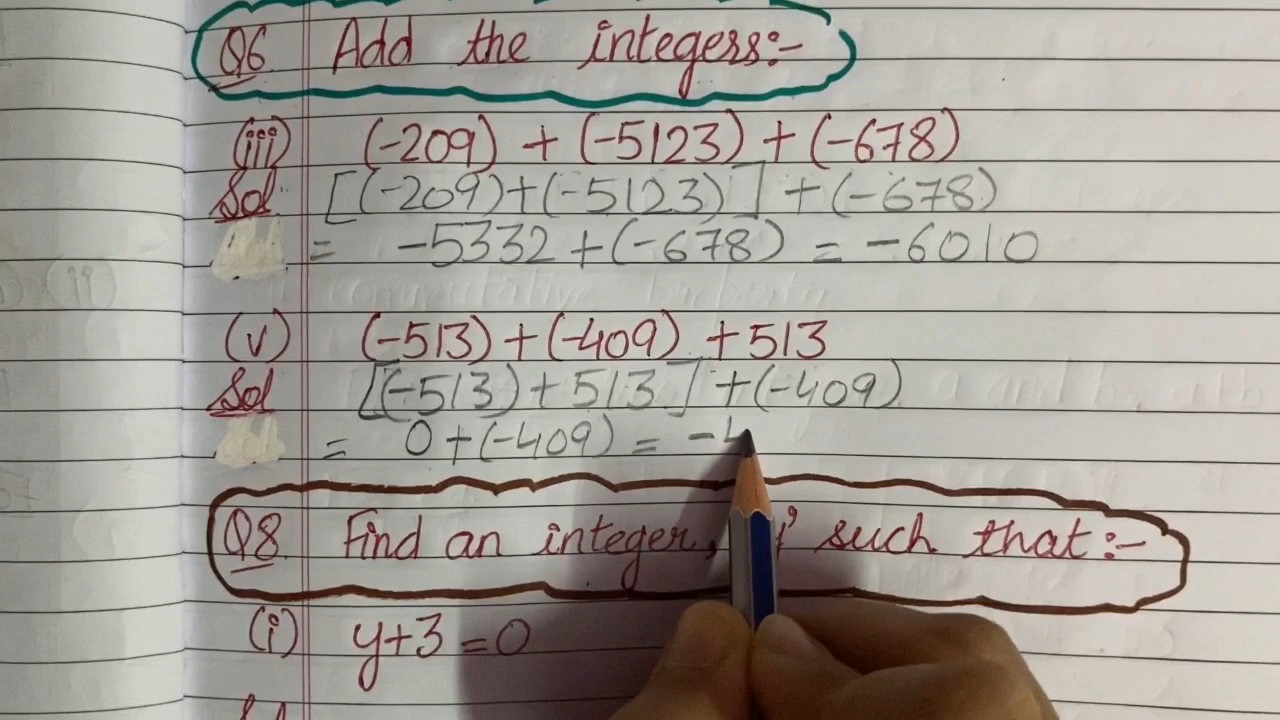 Q6 Add the integers:-
(iii) (-209) + (-5123) + (-678)
Sol. [(-209)+(-5123)] + (-678)
= -5332 + (-678) = -6010
(v) (-513) + (-409) + 513
Sol [(-513) + 513] + (-409)
= 0 + (-409) = -4
Q8. Find an integer, such that:-
(i) y+3 = 0